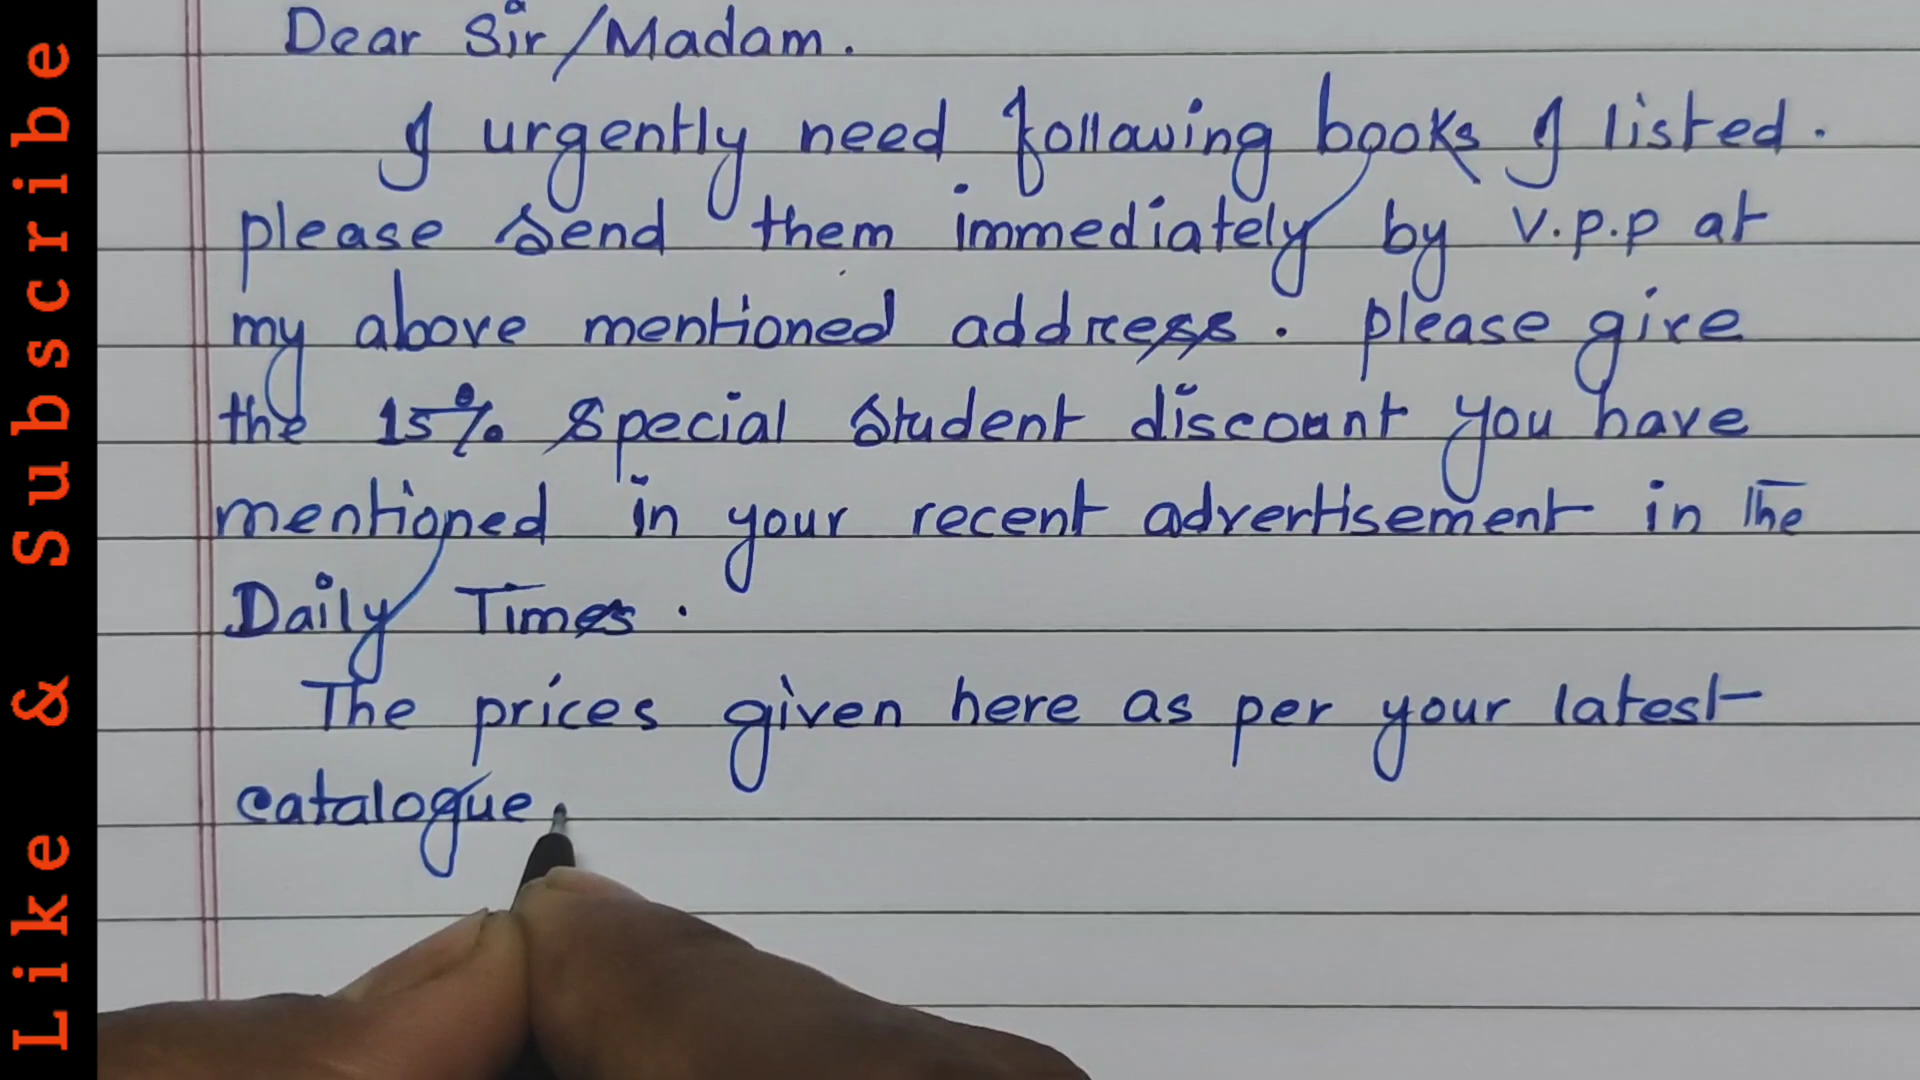 Dear Sir/Madam.
I urgently need following books I listed.
please send them immediately by v.p.p at
my above mentioned address. please give
the 15% special student discount you have
mentioned in your recent advertisement in the
Daily Times.
The prices given here as per your latest
catalogue.
Like & Subscribe